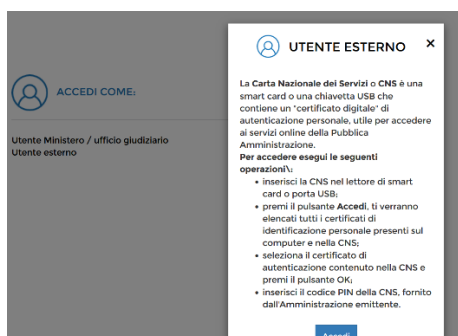 UTENTE ESTERNO ×
ACCEDI COME:
Utente Ministero / ufficio giudiziario
Utente esterno
La Carta Nazionale dei Servizi o CNS è una
smart card o una chiavetta USB che
contiene un "certificato digitale" di
autenticazione personale, utile per accedere
ai servizi online della Pubblica
Amministrazione.
Per accedere esegui le seguenti
operazioni\:
• inserisci la CNS nel lettore di smart
card o porta USB;
• premi il pulsante Accedi, ti verranno
elencati tutti i certificati di
identificazione personale presenti sul
computer e nella CNS;
• seleziona il certificato di
autenticazione contenuto nella CNS e
premi il pulsante OK;
• inserisci il codice PIN della CNS, fornito
dall'Amministrazione emittente.
Accedi